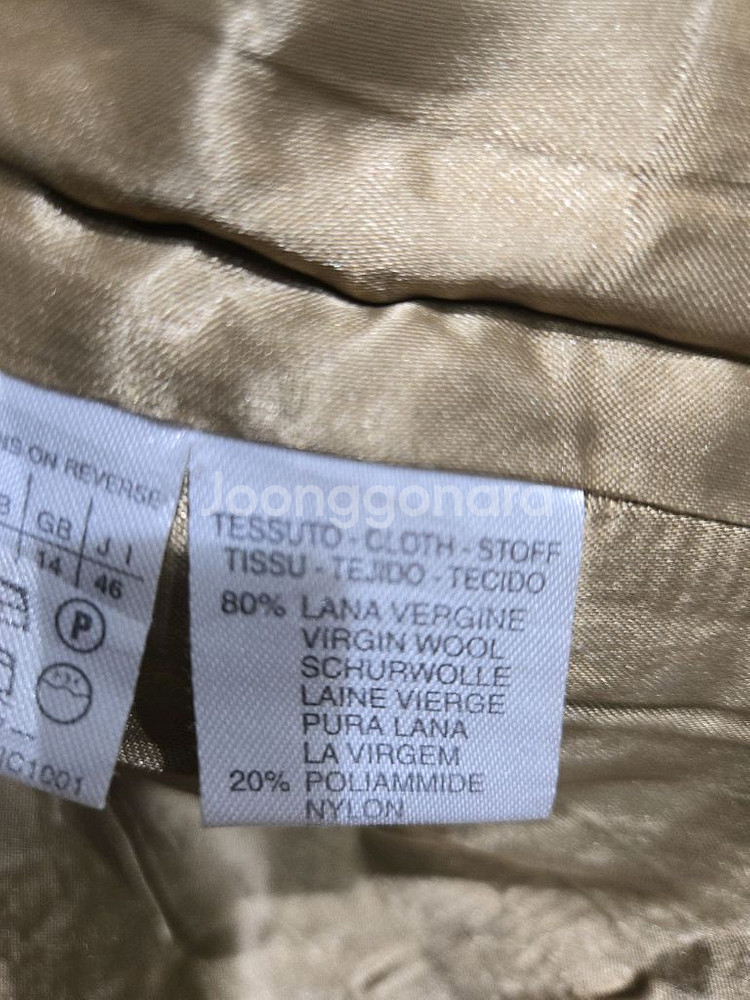 Joonggonara
ON REVERSE
GB J I
14 46
P
C1001
TESSUTO - CLOTH - STOFF
TISSU - TEJIDO - TECIDO
80% LANA VERGINE
VIRGIN WOOL
SCHURWOLLE
LAINE VIERGE
PURA LANA
LA VIRGEM
20% POLIAMMIDE
NYLON